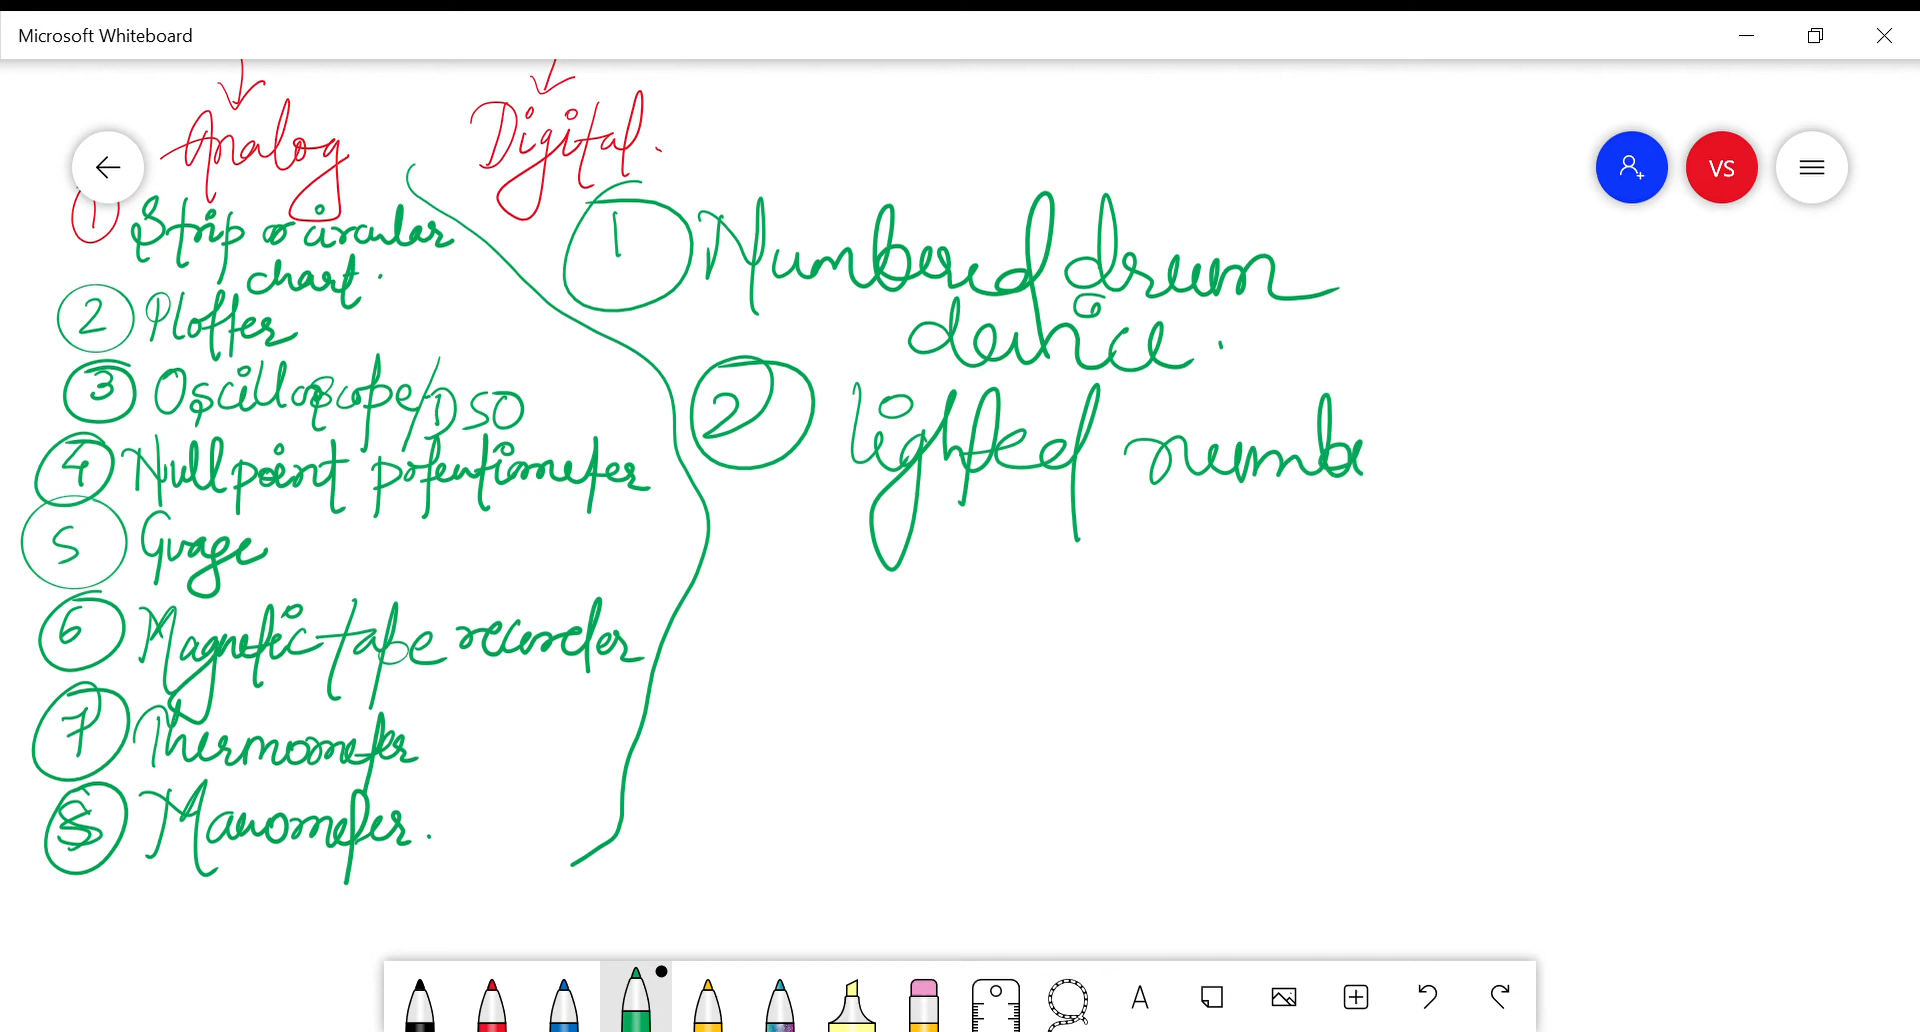 Microsoft Whiteboard
Analog
Digital.
VS
1 Strip or circular
chart.
2 Plotter
3 Oscilloscope/DSO
4 Null point potentiometer
5 Guage
6 Magnetic tape recorder
7 Thermometer
8 Manometer.
1 Numbered drum
device.
2 lighted numbe
A